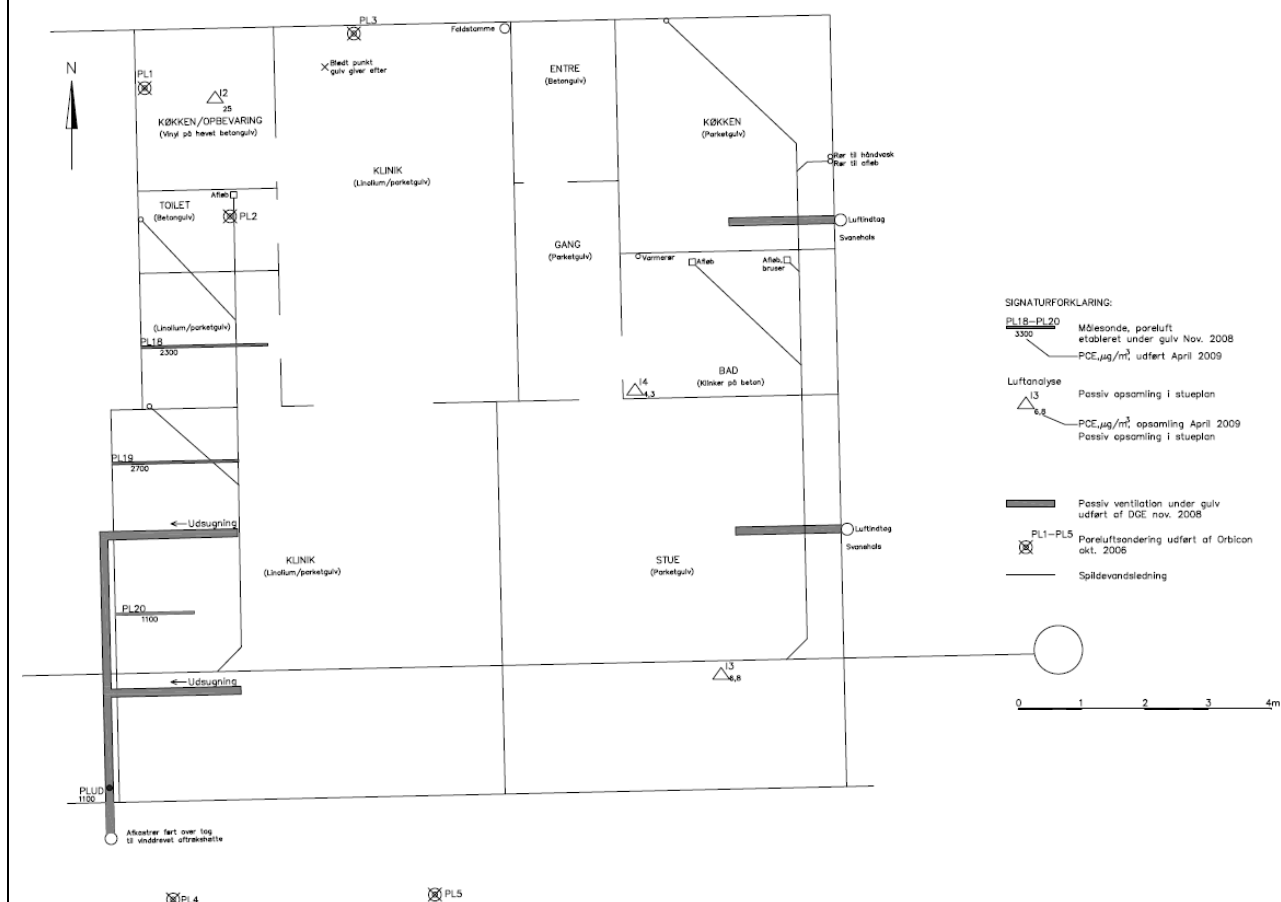 PL3
Faldstamme
N
PL1
Blødt punkt
gulv giver efter
ENTRE
(Betongulv)
I2
25
KØKKEN/OPBEVARING
(Vinyl på hævet betongulv)
KØKKEN
(Parketgulv)
KLINIK
(Linolium/parketgulv)
Rør til håndvask
Rør til afløb
Afløb
TOILET
(Betongulv)
PL2
Luftindtag
Svanehals
GANG
(Parketgulv)
Varmerør
Afløb
Afløb,
bruser
(Linolium/parketgulv)
PL18
2300
BAD
(Klinker på beton)
I4
4,3
PL19
2700
Udsugning
KLINIK
(Linolium/parketgulv)
STUE
(Parketgulv)
Luftindtag
Svanehals
PL20
1100
Udsugning
I3
6,8
PLUD
1100
Afkastrør ført over tag
til vinddrevet aftrækshætte
PL4
PL5
SIGNATURFORKLARING:
PL18-PL20
3300
Målesonde, poreluft
etableret under gulv Nov. 2008
PCE,µg/m³, udført April 2009
Luftanalyse
I3
6,8
Passiv opsamling i stueplan
PCE,µg/m³, opsamling April 2009
Passiv opsamling i stueplan
Passiv ventilation under gulv
udført af DGE nov. 2008
PL1-PL5
Poreluftsondering udført af Orbicon
okt. 2006
Spildevandsledning
0 1 2 3 4m